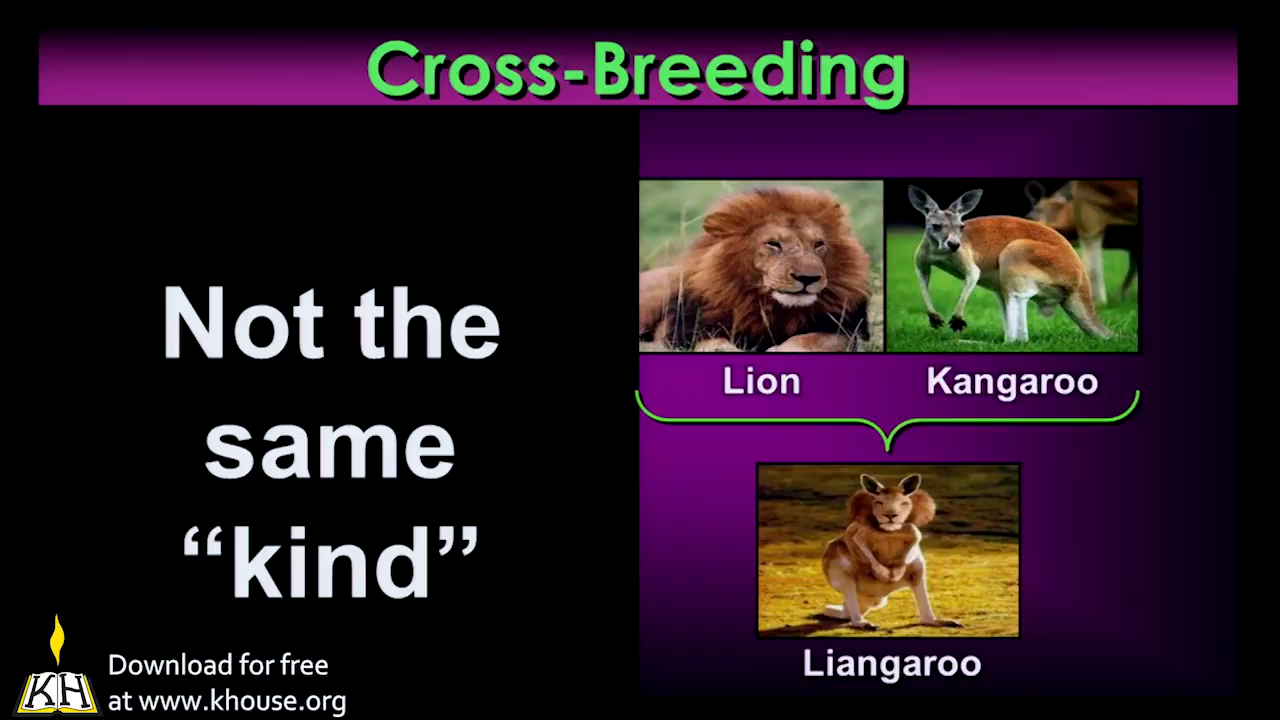 Cross-Breeding
Not the
same
“kind”
Lion
Kangaroo
Liangaroo
KH
Download for free
at www.khouse.org